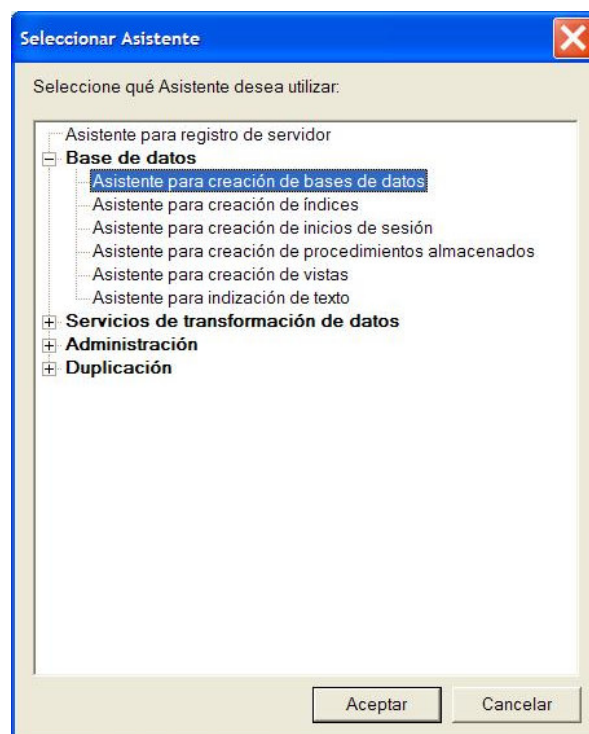 Seleccionar Asistente
Seleccione qué Asistente desea utilizar:
Asistente para registro de servidor
Base de datos
Asistente para creación de bases de datos
Asistente para creación de índices
Asistente para creación de inicios de sesión
Asistente para creación de procedimientos almacenados
Asistente para creación de vistas
Asistente para indización de texto
Servicios de transformación de datos
Administración
Duplicación
Aceptar Cancelar